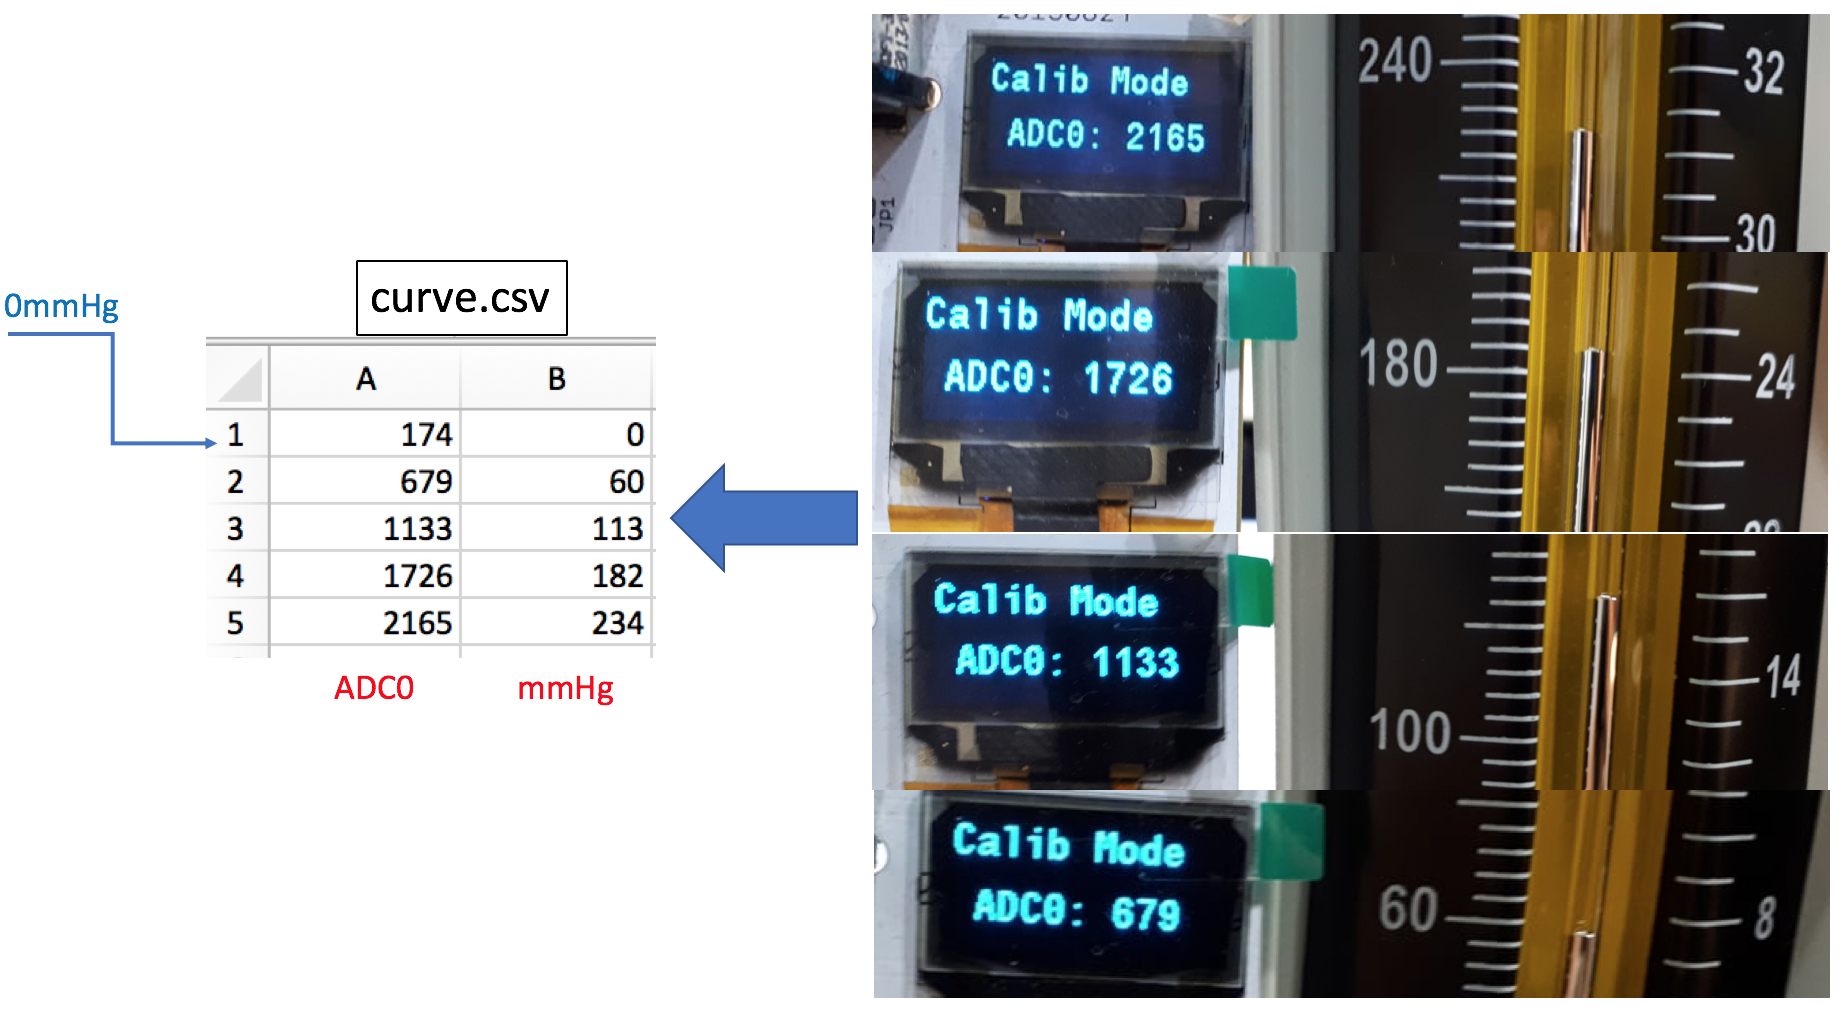 0mmHg
curve.csv
A B
1 174 0
2 679 60
3 1133 113
4 1726 182
5 2165 234
ADC0 mmHg
Calib Mode
ADC0: 2165
JP1
240
32
30
Calib Mode
ADC0: 1726
180
24
Calib Mode
ADC0: 1133
100
14
Calib Mode
ADC0: 679
60
8